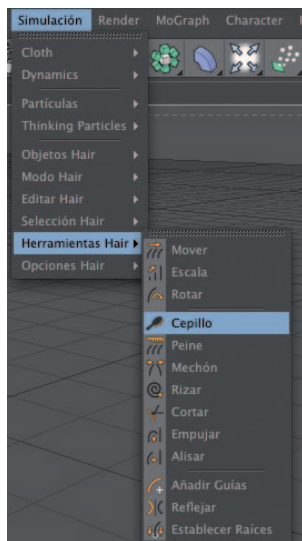 Simulación Render MoGraph Character
Cloth
Dynamics
Partículas
Thinking Particles
Objetos Hair
Modo Hair
Editar Hair
Selección Hair
Herramientas Hair
Opciones Hair
Mover
Escala
Rotar
Cepillo
Peine
Mechón
Rizar
Cortar
Empujar
Alisar
Añadir Guías
Reflejar
Establecer Raíces